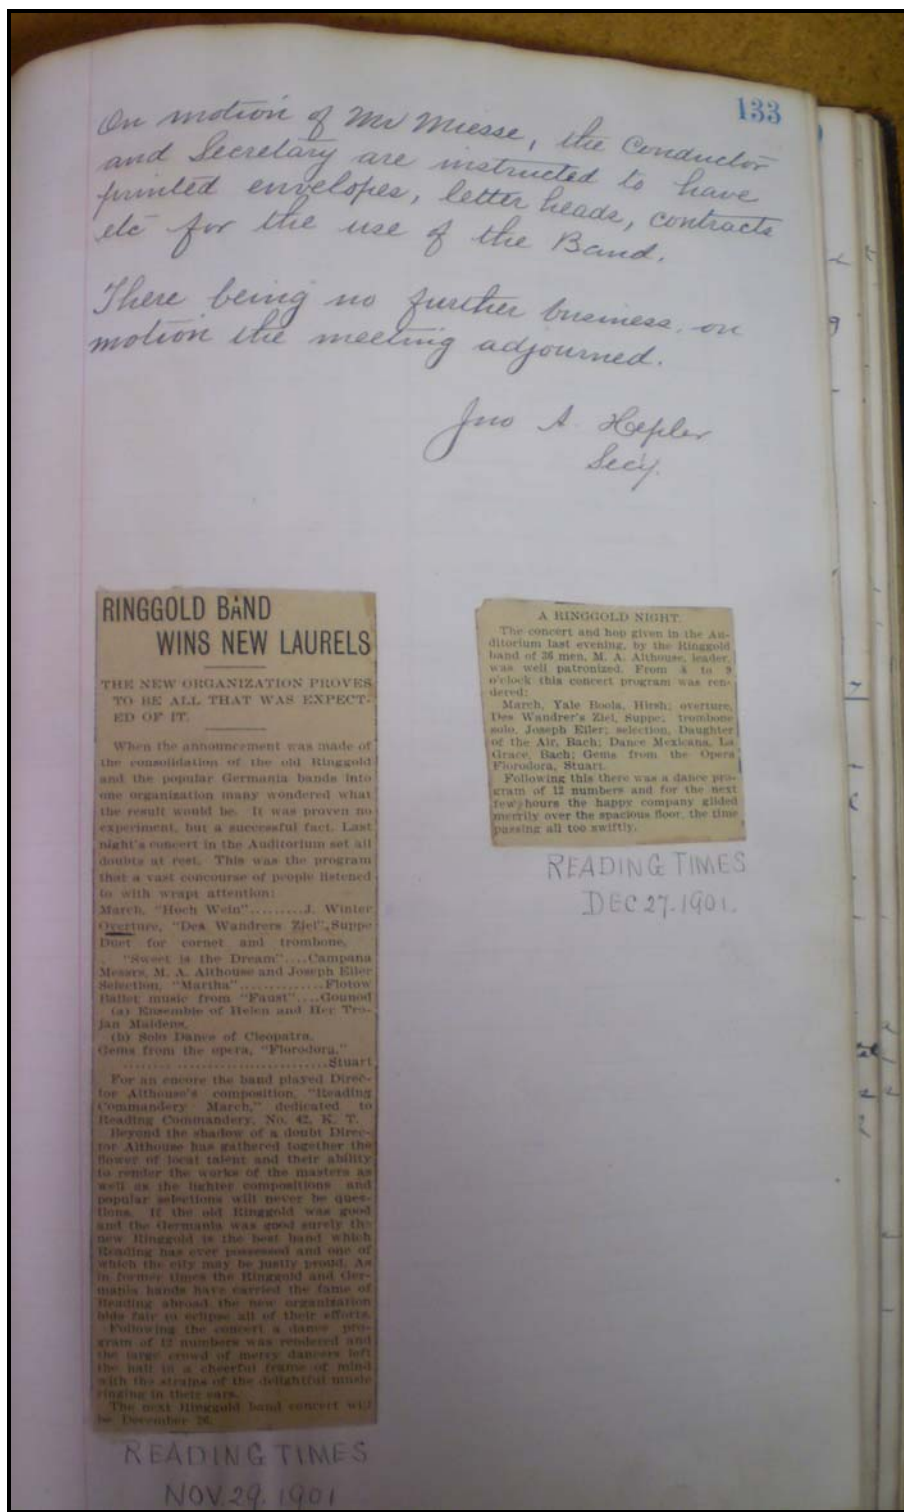 133
On motion of Mr Miesse, the Conductor
and Secretary are instructed to have
printed envelopes, letter heads, contracts
etc for the use of the Band.
There being no further business, on
motion the meeting adjourned.
Jno A. Hepler
Secy.
RINGGOLD BAND
WINS NEW LAURELS
THE NEW ORGANIZATION PROVES
TO BE ALL THAT WAS EXPECT-
ED OF IT.
When the announcement was made of
the consolidation of the old Ringgold
and the popular Germania bands into
one organization many wondered what
the result would be. It was proven no
experiment, but a successful fact. Last
night's concert in the Auditorium set all
doubts at rest. This was the program
that a vast concourse of people listened
to with wrapt attention:
March, "Hoch Wein".........J. Winter
Overture, "Des Wandrers Ziel",Suppe
Duet for cornet and trombone,
"Sweet is the Dream"....Campana
Messrs. M. A. Althouse and Joseph Eiler
Selection, "Martha"..............Flotow
Ballet music from "Faust"....Gounod
(a) Ensemble of Helen and Her Tro-
jan Maidens.
(b) Solo Dance of Cleopatra.
Gems from the opera, "Florodora,"
..............................Stuart
For an encore the band played Direc-
tor Althouse's composition, "Reading
Commandery March," dedicated to
Reading Commandery, No. 42, K. T.
Beyond the shadow of a doubt Direc-
tor Althouse has gathered together the
flower of local talent and their ability
to render the works of the masters as
well as the lighter compositions and
popular selections will never be ques-
tions. If the old Ringgold was good
and the Germania was good surely the
new Ringgold is the best band which
Reading has ever possessed and one of
which the city may be justly proud. As
in former times the Ringgold and Ger-
mania bands have carried the fame of
Reading abroad the new organization
bids fair to eclipse all of their efforts.
Following the concert a dance pro-
gram of 12 numbers was rendered and
the large crowd of merry dancers left
the hall in a cheerful frame of mind
with the strains of the delightful music
ringing in their ears.
The next Ringgold band concert will
be December 26.
READING TIMES
NOV. 29, 1901
A RINGGOLD NIGHT.
The concert and hop given in the Au-
ditorium last evening, by the Ringgold
band of 36 men, M. A. Althouse, leader,
was well patronized. From 8 to 9
o'clock this concert program was ren-
dered:
March, Yale Boola, Hirsh; overture,
Des Wandrer's Ziel, Suppe; trombone
solo, Joseph Eiler; selection, Daughter
of the Air, Bach; Dance Mexicana, La
Grace, Bach; Gems from the Opera
Florodora, Stuart.
Following this there was a dance pro-
gram of 12 numbers and for the next
few hours the happy company glided
merrily over the spacious floor, the time
passing all too swiftly.
READING TIMES
DEC 27. 1901.